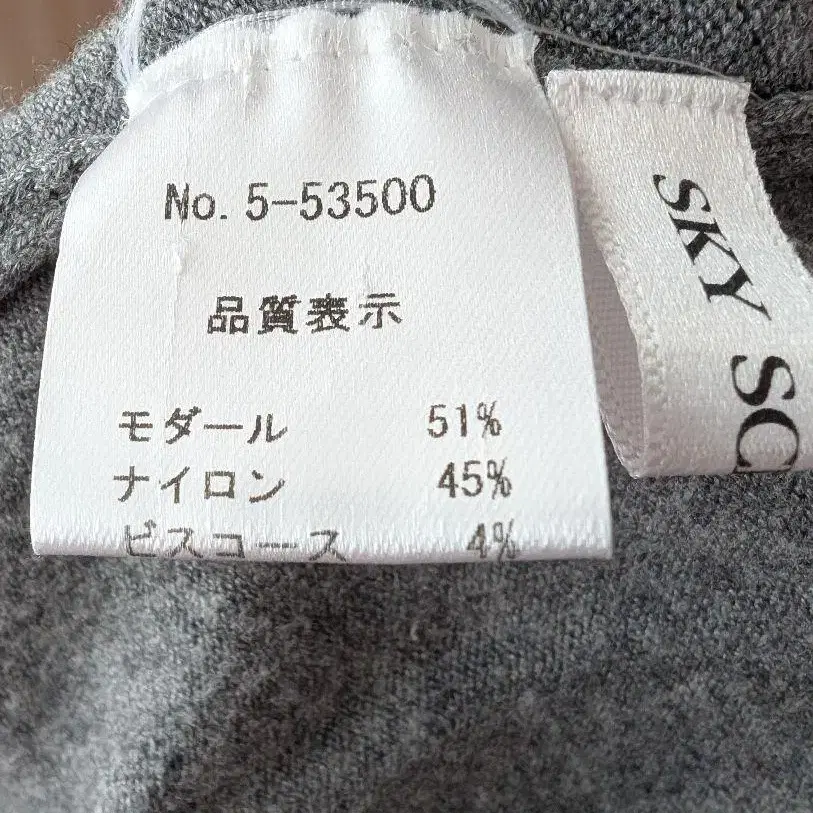 No. 5-53500
品質表示
モダール 51%
ナイロン 45%
ビスコース 4%
SKY